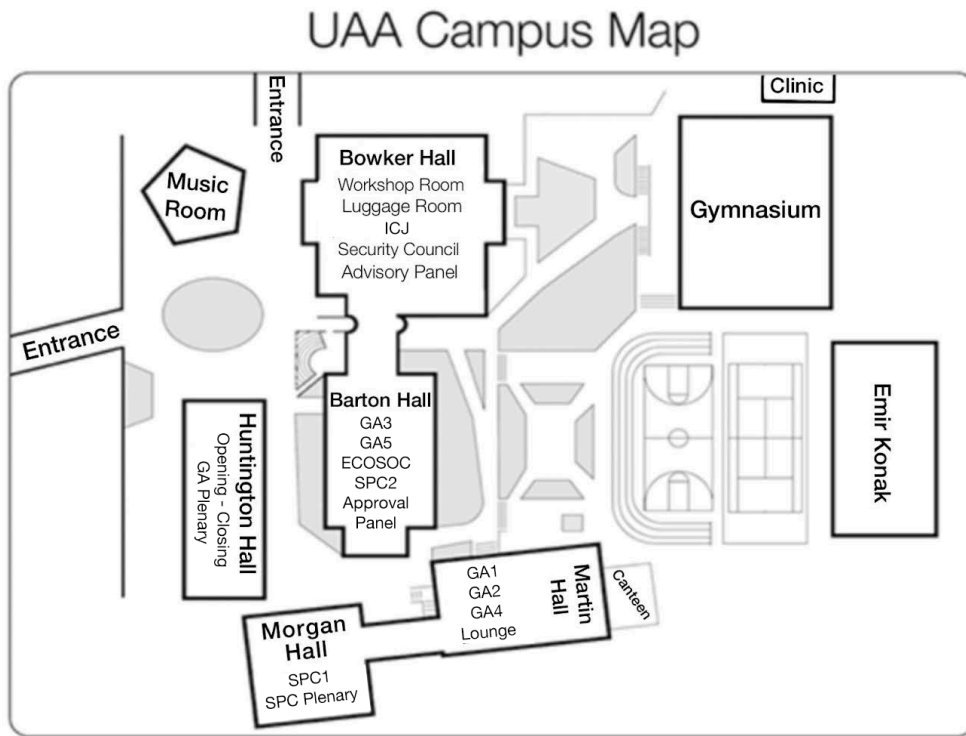 UAA Campus Map
Entrance
Clinic
Music
Room
Bowker Hall
Workshop Room
Luggage Room
ICJ
Security Council
Advisory Panel
Gymnasium
Entrance
Barton Hall
GA3
GA5
ECOSOC
SPC2
Approval
Panel
Huntington Hall
Opening - Closing
GA Plenary
Emir Konak
GA1
GA2
GA4
Lounge
Martin
Hall
Canteen
Morgan
Hall
SPC1
SPC Plenary